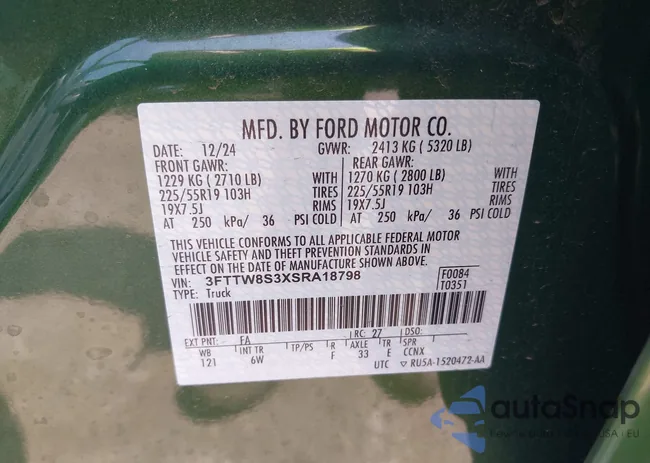 MFD. BY FORD MOTOR CO.
DATE: 12/24 GVWR: 2413 KG ( 5320 LB)
FRONT GAWR: REAR GAWR:
1229 KG ( 2710 LB) WITH 1270 KG ( 2800 LB) WITH
225/55R19 103H TIRES 225/55R19 103H TIRES
19X7.5J RIMS 19X7.5J RIMS
AT 250 kPa/ 36 PSI COLD AT 250 kPa/ 36 PSI COLD
THIS VEHICLE CONFORMS TO ALL APPLICABLE FEDERAL MOTOR
VEHICLE SAFETY AND THEFT PREVENTION STANDARDS IN
EFFECT ON THE DATE OF MANUFACTURE SHOWN ABOVE.
VIN: 3FTTW8S3XSRA18798 F0084
TYPE: Truck T0351
EXT PNT: FA RC: 27 DSO:
WB INT TR TP/PS R AXLE TR SPR
121 6W F 33 E CCNX
UTC ▽ RU5A-1520472-AA
autoSnap